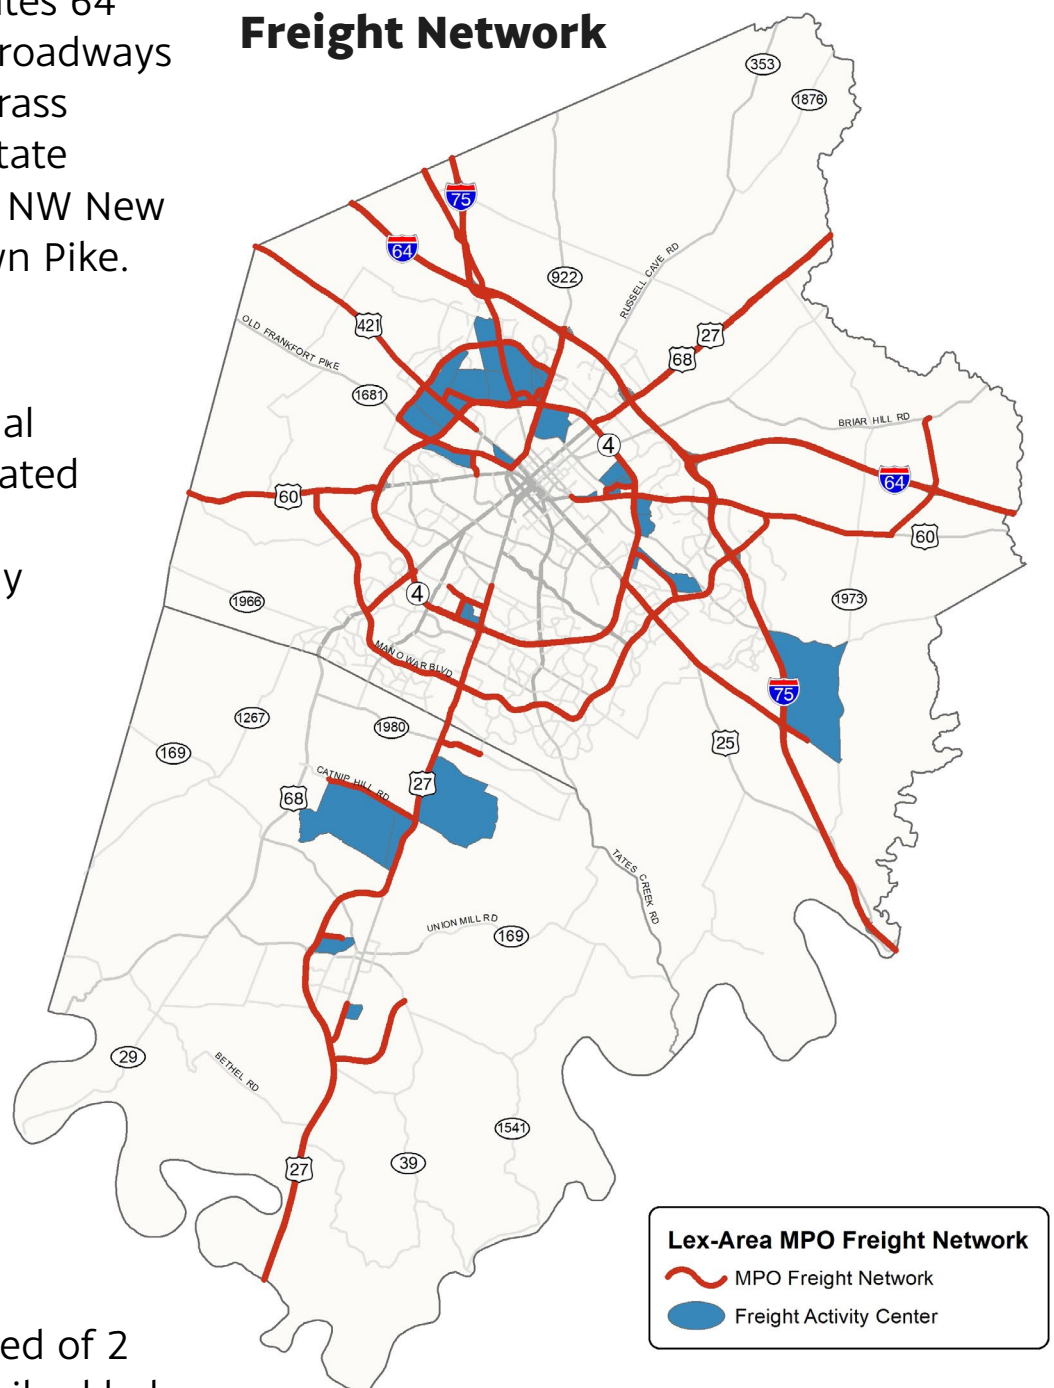 tes 64
roadways
rass
tate
NW New
vn Pike.
al
ated
y
ed of 2
Freight Network
353
1876
75
64
922
RUSSELL CAVE RD
421
27
68
OLD FRANKFORT PIKE
1681
BRIAR HILL RD
4
64
60
60
4
1966
1973
MAN O WAR BLVD
75
1267
1980
25
169
CATNIP HILL RD
27
68
TATES CREEK RD
UNION MILL RD
169
29
BETHEL RD
1541
39
27
Lex-Area MPO Freight Network
MPO Freight Network
Freight Activity Center